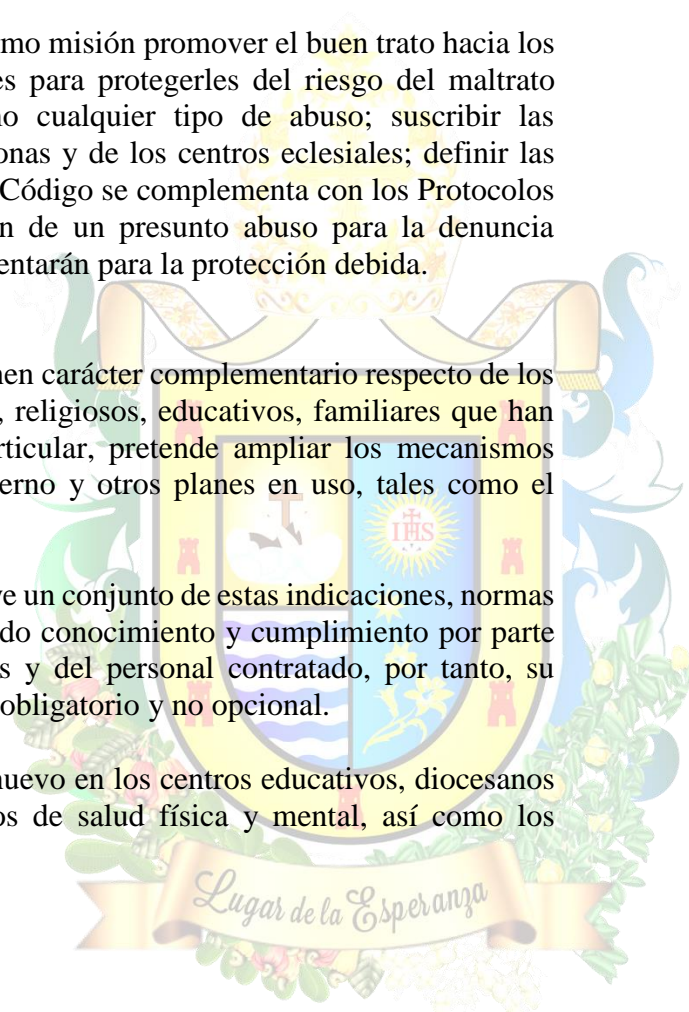 mo misión promover el buen trato hacia los
es para protegerles del riesgo del maltrato
no cualquier tipo de abuso; suscribir las
onas y de los centros eclesiales; definir las
Código se complementa con los Protocolos
n de un presunto abuso para la denuncia
entarán para la protección debida.
nen carácter complementario respecto de los
, religiosos, educativos, familiares que han
rticular, pretende ampliar los mecanismos
erno y otros planes en uso, tales como el
IHS
ye un conjunto de estas indicaciones, normas
ido conocimiento y cumplimiento por parte
s y del personal contratado, por tanto, su
obligatorio y no opcional.
nuevo en los centros educativos, diocesanos
os de salud física y mental, así como los
Lugar de la Esperanza